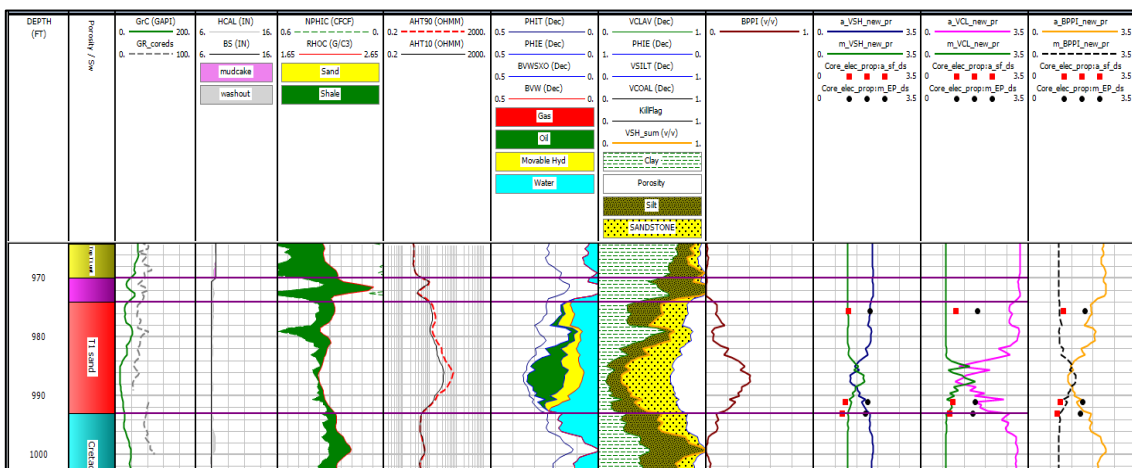 DEPTH
(FT)
Porosity / Sw
GrC (GAPI)
0. 200.
GR_coreds
0. 100.
HCAL (IN)
6. 16.
BS (IN)
6. 16.
mudcake
washout
NPHIC (CFCF)
0.6 0.
RHOC (G/C3)
1.65 2.65
Sand
Shale
AHT90 (OHMM)
0.2 2000.
AHT10 (OHMM)
0.2 2000.
PHIT (Dec)
0.5 0.
PHIE (Dec)
0.5 0.
BVWSXO (Dec)
0.5 0.
BVW (Dec)
0.5 0.
Gas
Oil
Movable Hyd
Water
VCLAV (Dec)
0. 1.
PHIE (Dec)
1. 0.
VSILT (Dec)
0. 1.
VCOAL (Dec)
0. 1.
KillFlag
0. 1.
VSH_sum (v/v)
0. 1.
Clay
Porosity
Silt
SANDSTONE
BPPI (v/v)
0. 1.
a_VSH_new_pr
0. 3.5
m_VSH_new_pr
0. 3.5
Core_elec_prop:a_sf_ds
0 3.5
Core_elec_prop:m_EP_ds
0 3.5
a_VCL_new_pr
0. 3.5
m_VCL_new_pr
0. 3.5
Core_elec_prop:a_sf_ds
0 3.5
Core_elec_prop:m_EP_ds
0 3.5
a_BPPI_new_pr
0. 3.5
m_BPPI_new_pr
0. 3.5
Core_elec_prop:a_sf_ds
0 3.5
Core_elec_prop:m_EP_ds
0 3.5
970
980
T1 sand
990
1000